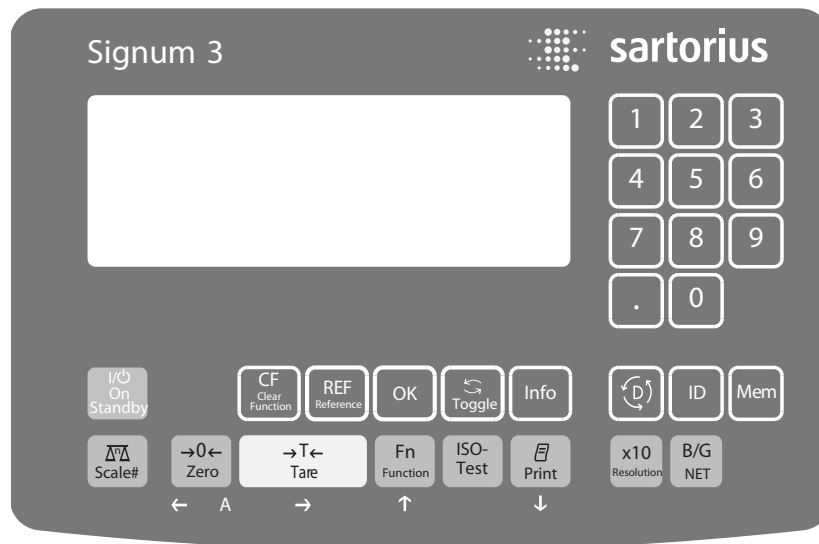 Signum 3
sartorius
1 2 3
4 5 6
7 8 9
. 0
I/⏻
On
Standby
CF
Clear
Function
REF
Reference
OK
Toggle
Info
D
ID
Mem
n
Scale#
→0←
Zero
→T←
Tare
Fn
Function
ISO-
Test
Print
x10
Resolution
B/G
NET
← A → ↑ ↓